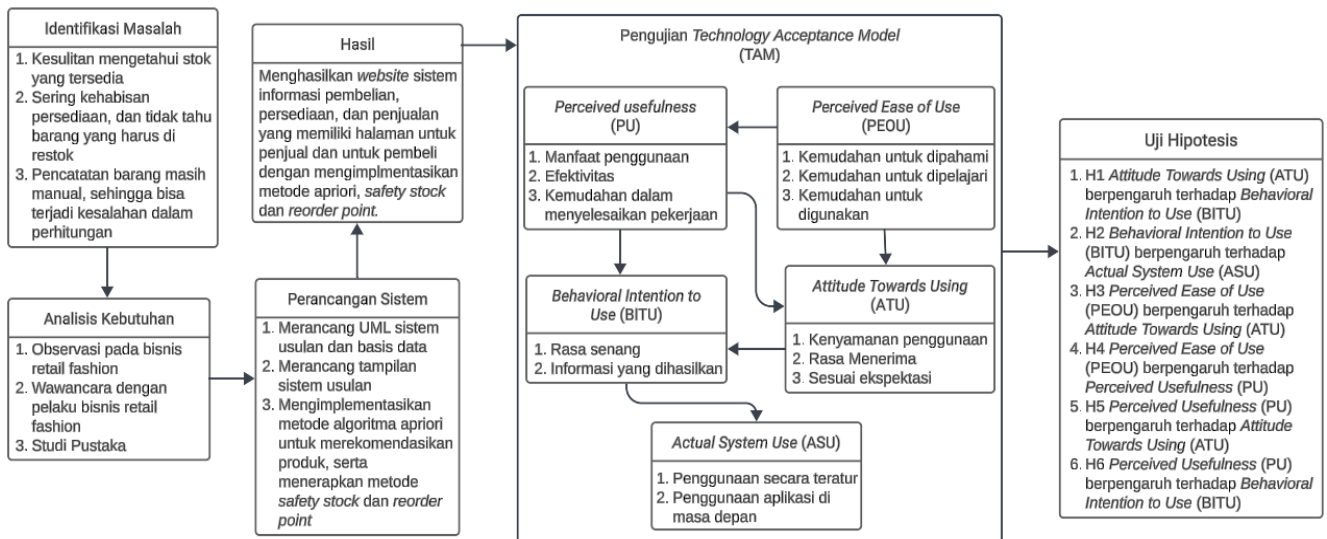 Identifikasi Masalah
1. Kesulitan mengetahui stok
yang tersedia
2. Sering kehabisan
persediaan, dan tidak tahu
barang yang harus di
restok
3. Pencatatan barang masih
manual, sehingga bisa
terjadi kesalahan dalam
perhitungan
Analisis Kebutuhan
1. Observasi pada bisnis
retail fashion
2. Wawancara dengan
pelaku bisnis retail
fashion
3. Studi Pustaka
Perancangan Sistem
1. Merancang UML sistem
usulan dan basis data
2. Merancang tampilan
sistem usulan
3. Mengimplementasikan
metode algoritma apriori
untuk merekomendasikan
produk, serta
menerapkan metode
safety stock dan reorder
point
Hasil
Menghasilkan website sistem
informasi pembelian,
persediaan, dan penjualan
yang memiliki halaman untuk
penjual dan untuk pembeli
dengan mengimplmentasikan
metode apriori, safety stock
dan reorder point.
Pengujian Technology Acceptance Model
(TAM)
Perceived usefulness
(PU)
1. Manfaat penggunaan
2. Efektivitas
3. Kemudahan dalam
menyelesaikan pekerjaan
Perceived Ease of Use
(PEOU)
1. Kemudahan untuk dipahami
2. Kemudahan untuk dipelajari
3. Kemudahan untuk
digunakan
Behavioral Intention to
Use (BITU)
1. Rasa senang
2. Informasi yang dihasilkan
Attitude Towards Using
(ATU)
1. Kenyamanan penggunaan
2. Rasa Menerima
3. Sesuai ekspektasi
Actual System Use (ASU)
1. Penggunaan secara teratur
2. Penggunaan aplikasi di
masa depan
Uji Hipotesis
1. H1 Attitude Towards Using (ATU)
berpengaruh terhadap Behavioral
Intention to Use (BITU)
2. H2 Behavioral Intention to Use
(BITU) berpengaruh terhadap
Actual System Use (ASU)
3. H3 Perceived Ease of Use
(PEOU) berpengaruh terhadap
Attitude Towards Using (ATU)
4. H4 Perceived Ease of Use
(PEOU) berpengaruh terhadap
Perceived Usefulness (PU)
5. H5 Perceived Usefulness (PU)
berpengaruh terhadap Attitude
Towards Using (ATU)
6. H6 Perceived Usefulness (PU)
berpengaruh terhadap Behavioral
Intention to Use (BITU)